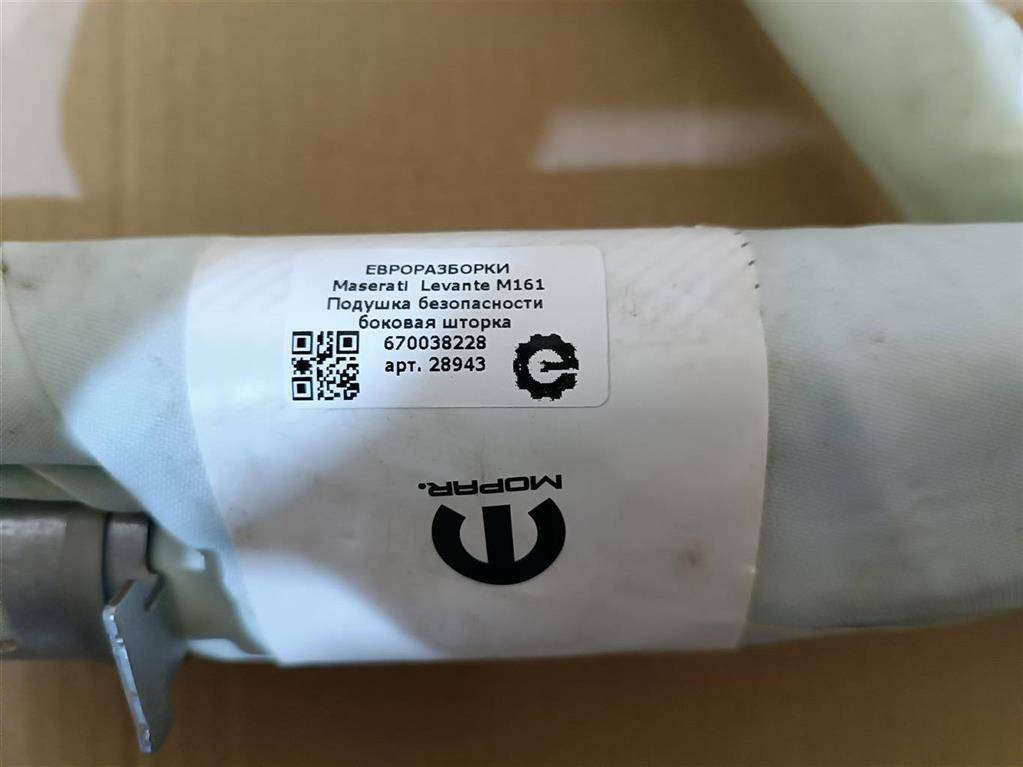 ЕВРОРАЗБОРКИ
Maserati Levante M161
Подушка безопасности
боковая шторка
670038228
арт. 28943
MOPAR.